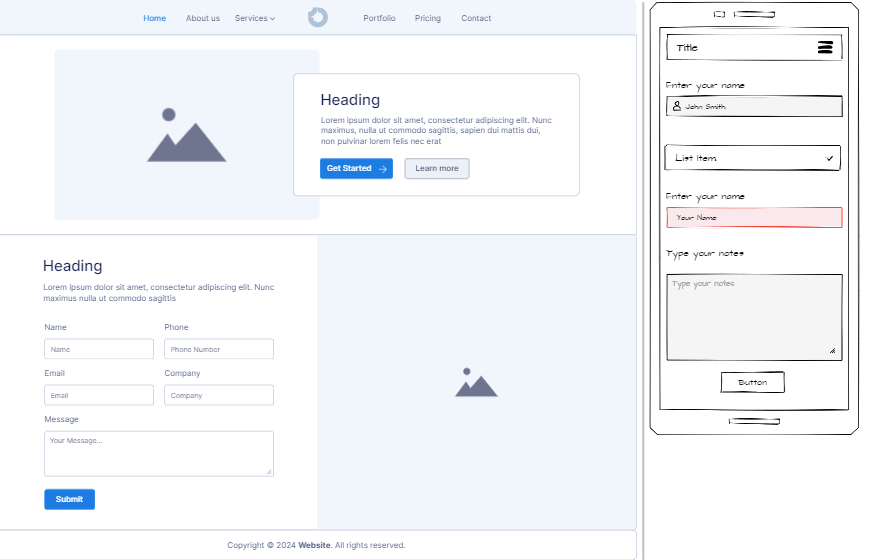 Home About us Services Portfolio Pricing Contact
Heading
Lorem ipsum dolor sit amet, consectetur adipiscing elit. Nunc
maximus, nulla ut commodo sagittis, sapien dui mattis dui,
non pulvinar lorem felis nec erat
Get Started Learn more
Heading
Lorem ipsum dolor sit amet, consectetur adipiscing elit. Nunc
maximus nulla ut commodo sagittis
Name Phone
Name Phone Number
Email Company
Email Company
Message
Your Message...
Submit
Copyright © 2024 Website. All rights reserved.
Title
Enter your name
John Smith
List Item
Enter your name
Your Name
Type your notes
Type your notes
Button